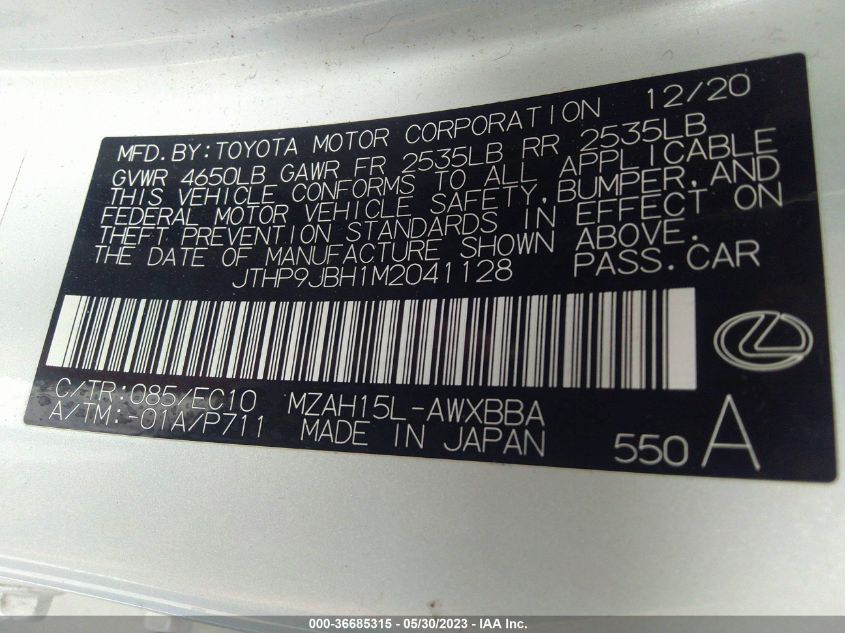 MFD. BY: TOYOTA MOTOR CORPORATION 12/20
GVWR 4650LB GAWR FR 2535LB RR 2535LB
THIS VEHICLE CONFORMS TO ALL APPLICABLE
FEDERAL MOTOR VEHICLE SAFETY, BUMPER, AND
THEFT PREVENTION STANDARDS IN EFFECT ON
THE DATE OF MANUFACTURE SHOWN ABOVE.
JTHP9JBH1M2041128 PASS. CAR
C/TR: 085/EC10 MZAH15L-AWXBBA
A/TM: -01A/P711 MADE IN JAPAN 550 A
000-36685315 - 05/30/2023 - IAA Inc.